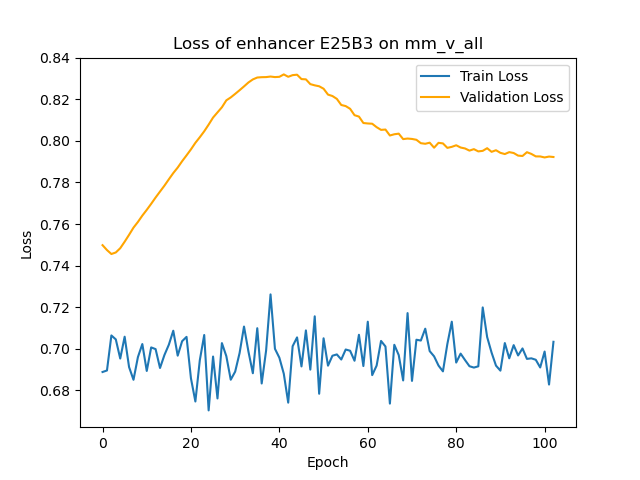 Loss of enhancer E25B3 on mm_v_all
Train Loss
Validation Loss
0.84
0.82
0.80
0.78
0.76
0.74
0.72
0.70
0.68
Loss
0 20 40 60 80 100
Epoch